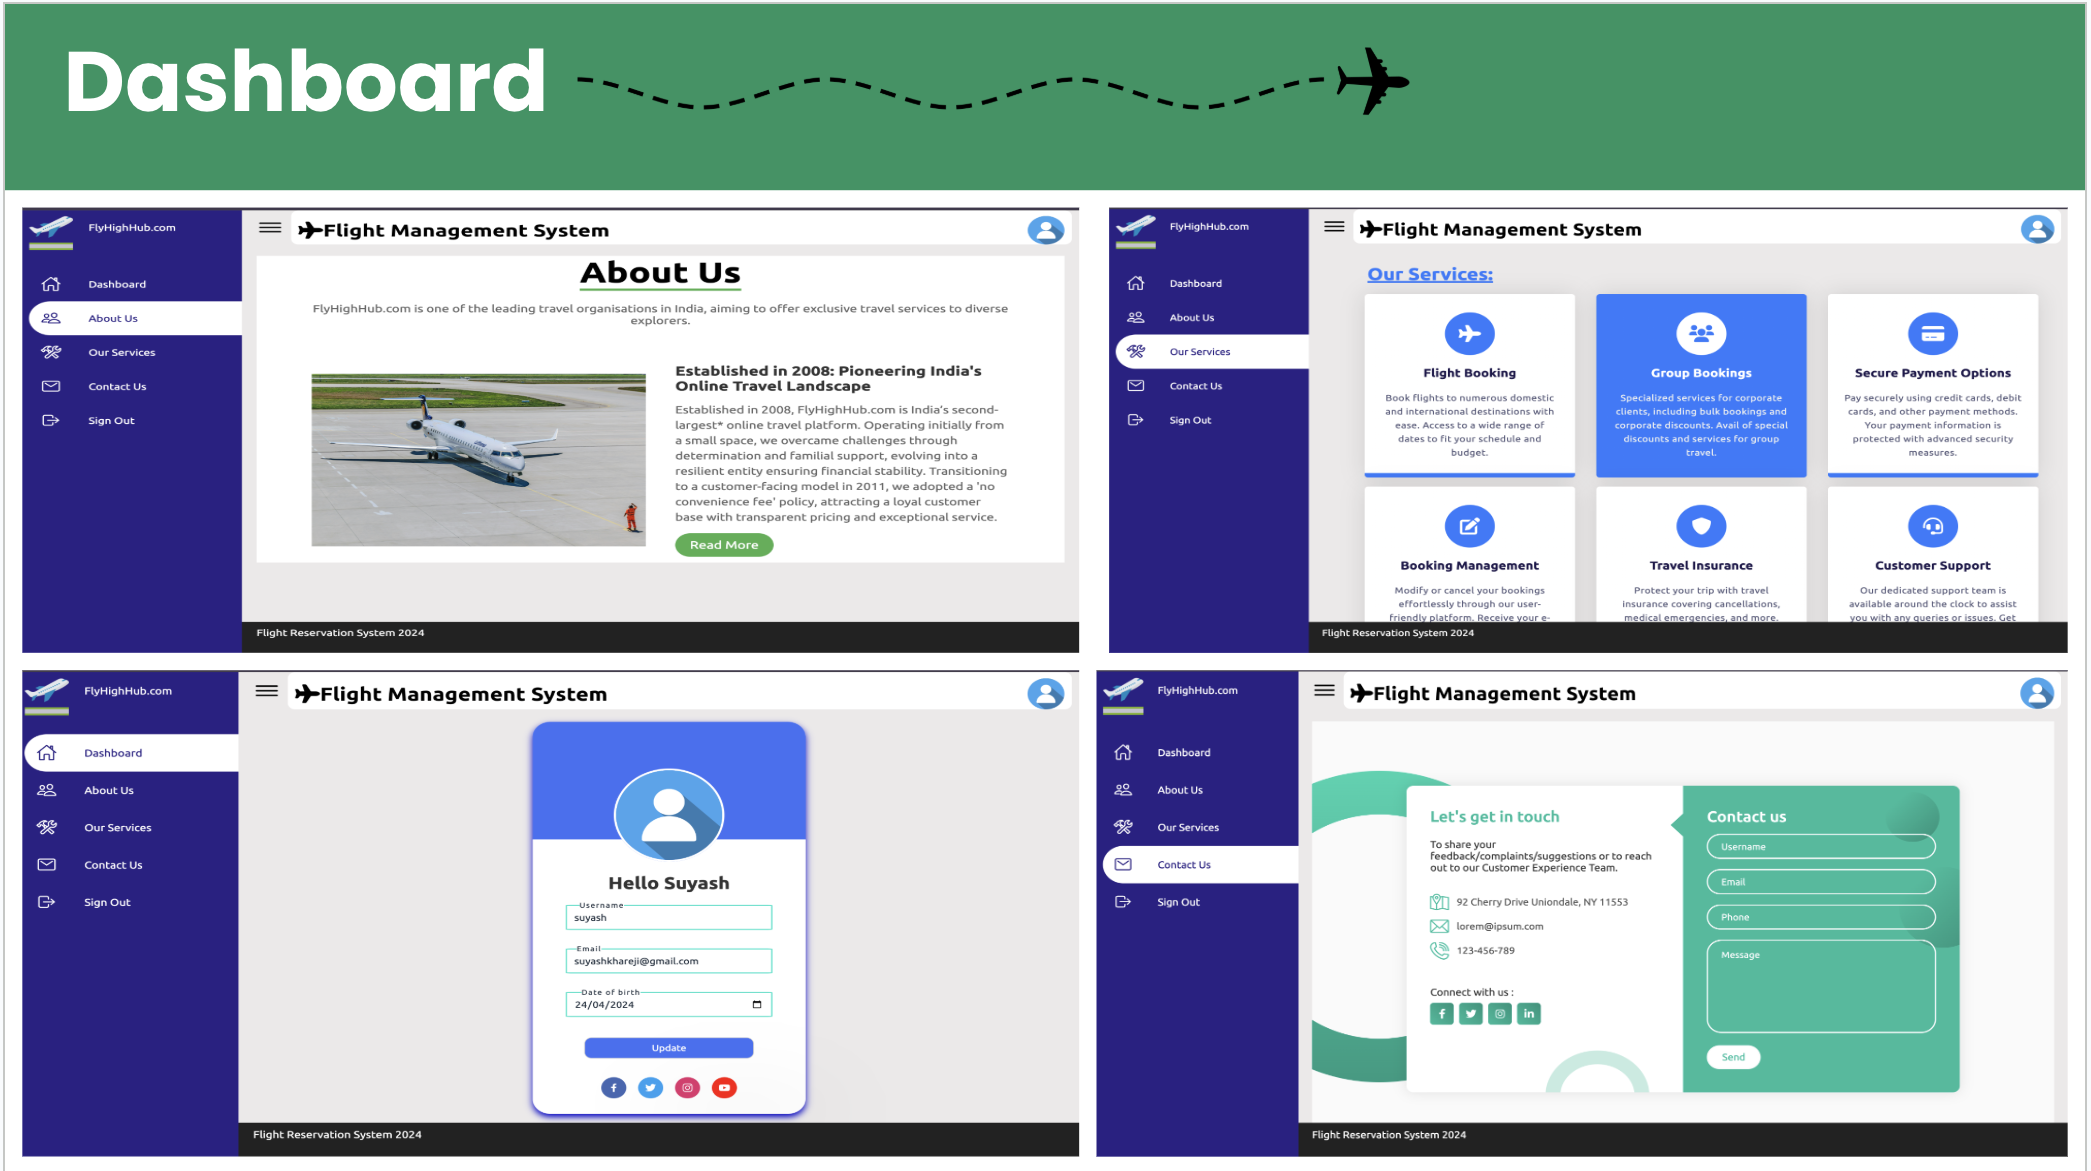 Dashboard
FlyHighHub.com
Dashboard
About Us
Our Services
Contact Us
Sign Out
Flight Management System
About Us
FlyHighHub.com is one of the leading travel organisations in India, aiming to offer exclusive travel services to diverse
explorers.
Established in 2008: Pioneering India's
Online Travel Landscape
Established in 2008, FlyHighHub.com is India's second-
largest* online travel platform. Operating initially from
a small space, we overcame challenges through
determination and familial support, evolving into a
resilient entity ensuring financial stability. Transitioning
to a customer-facing model in 2011, we adopted a 'no
convenience fee' policy, attracting a loyal customer
base with transparent pricing and exceptional service.
Read More
Flight Reservation System 2024
FlyHighHub.com
Dashboard
About Us
Our Services
Contact Us
Sign Out
Flight Management System
Our Services:
Flight Booking
Book flights to numerous domestic
and international destinations with
ease. Access to a wide range of
dates to fit your schedule and
budget.
Group Bookings
Specialized services for corporate
clients, including bulk bookings and
corporate discounts. Avail of special
discounts and services for group
travel.
Secure Payment Options
Pay securely using credit cards, debit
cards, and other payment methods.
Your payment information is
protected with advanced security
measures.
Booking Management
Modify or cancel your bookings
effortlessly through our user-
friendly platform. Receive your e-
Travel Insurance
Protect your trip with travel
insurance covering cancellations,
medical emergencies, and more.
Customer Support
Our dedicated support team is
available around the clock to assist
you with any queries or issues. Get
Flight Reservation System 2024
FlyHighHub.com
Dashboard
About Us
Our Services
Contact Us
Sign Out
Flight Management System
Hello Suyash
Username
suyash
Email
suyashkhareji@gmail.com
Date of birth
24/04/2024
Update
Flight Reservation System 2024
FlyHighHub.com
Dashboard
About Us
Our Services
Contact Us
Sign Out
Flight Management System
Let's get in touch
To share your
feedback/complaints/suggestions or to reach
out to our Customer Experience Team.
92 Cherry Drive Uniondale, NY 11553
lorem@ipsum.com
123-456-789
Connect with us :
Contact us
Username
Email
Phone
Message
Send
Flight Reservation System 2024